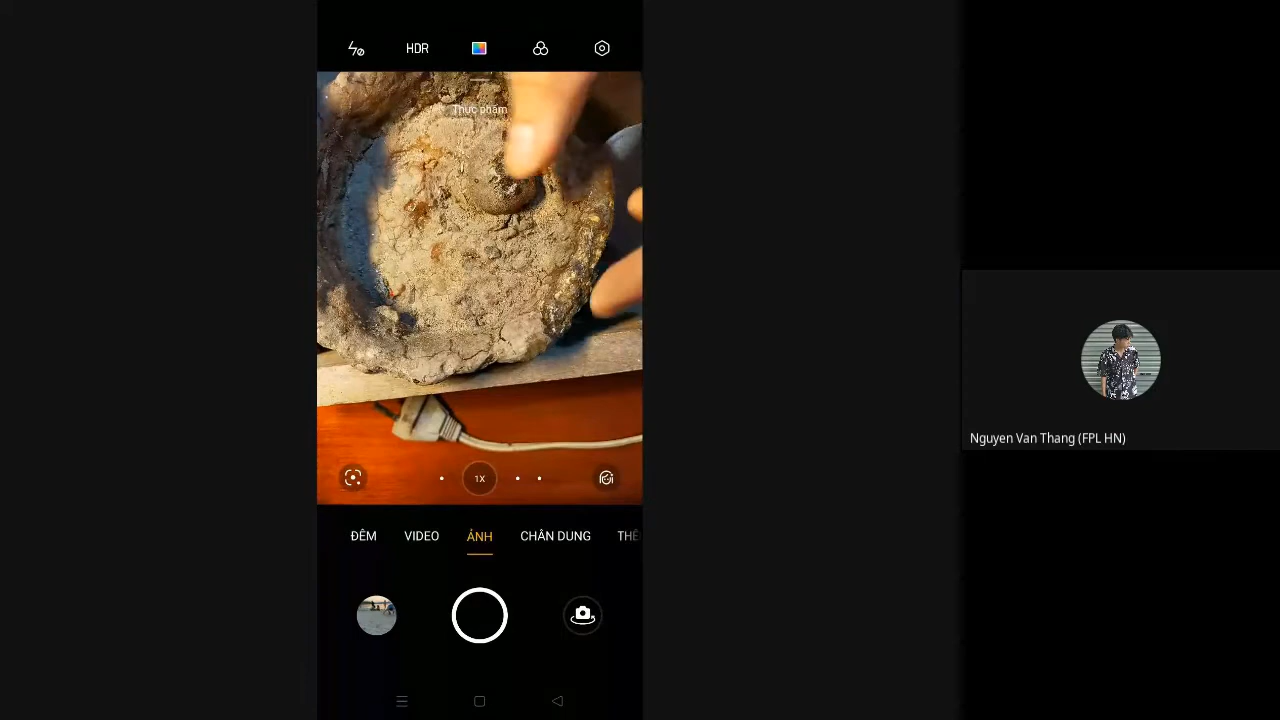 HDR
Thực phẩm
1X
ĐÊM VIDEO ẢNH CHÂN DUNG THÊ
Nguyen Van Thang (FPL HN)